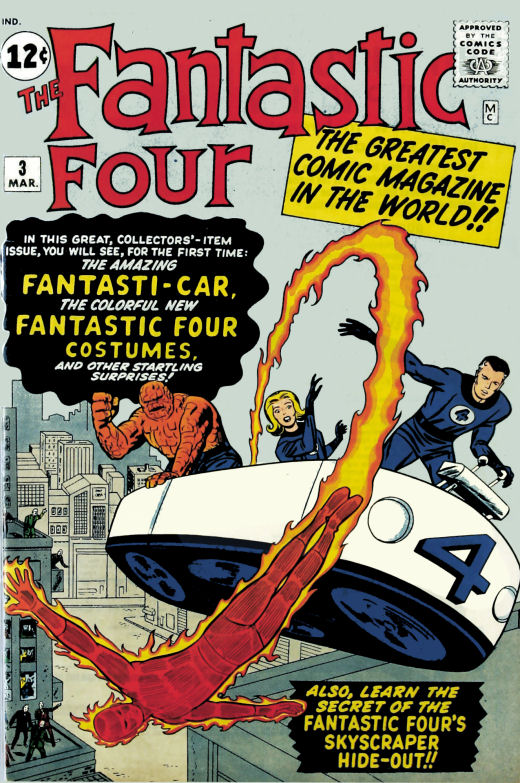 IND.
12¢
THE Fantastic
Four
APPROVED
BY THE
COMICS
CODE
CA
AUTHORITY
M
C
3
MAR.
THE GREATEST
COMIC MAGAZINE
IN THE WORLD!!
IN THIS GREAT, COLLECTORS'-ITEM
ISSUE, YOU WILL SEE, FOR THE FIRST TIME:
THE AMAZING
FANTASTI-CAR,
THE COLORFUL NEW
FANTASTIC FOUR
COSTUMES,
AND OTHER STARTLING
SURPRISES!
4
4
ALSO, LEARN THE
SECRET OF THE
FANTASTIC FOUR'S
SKYSCRAPER
HIDE-OUT!!